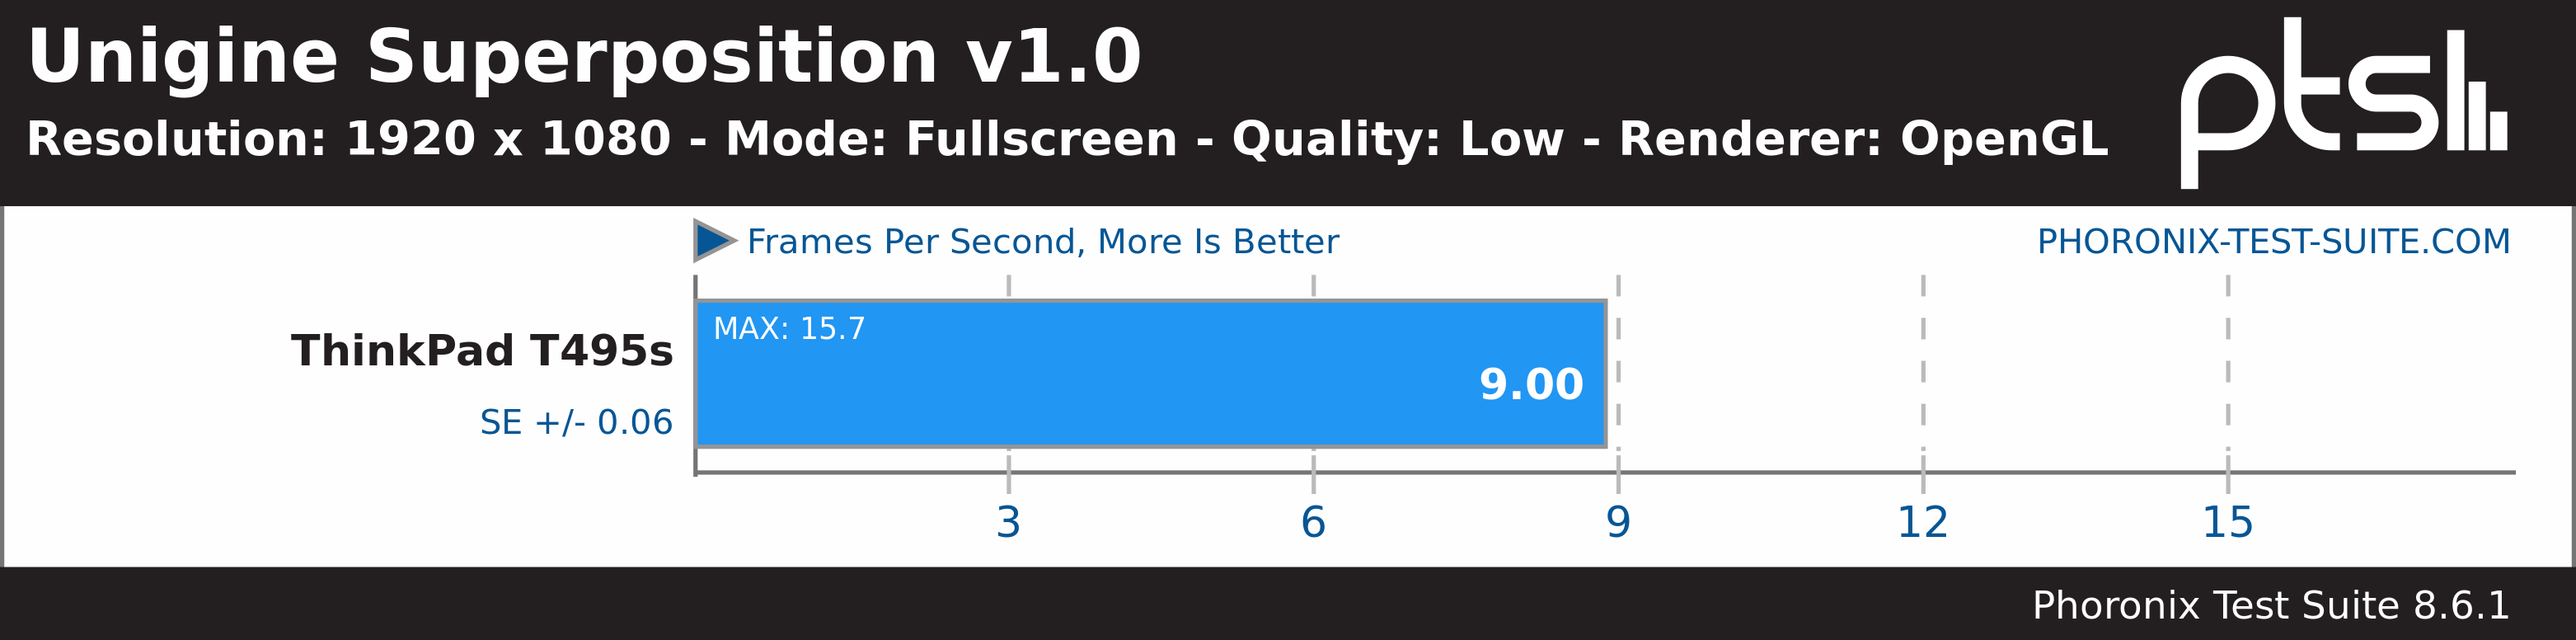 Unigine Superposition v1.0
Resolution: 1920 x 1080 - Mode: Fullscreen - Quality: Low - Renderer: OpenGL
ptsl
Frames Per Second, More Is Better
PHORONIX-TEST-SUITE.COM
ThinkPad T495s
SE +/- 0.06
MAX: 15.7
9.00
3
6
9
12
15
Phoronix Test Suite 8.6.1